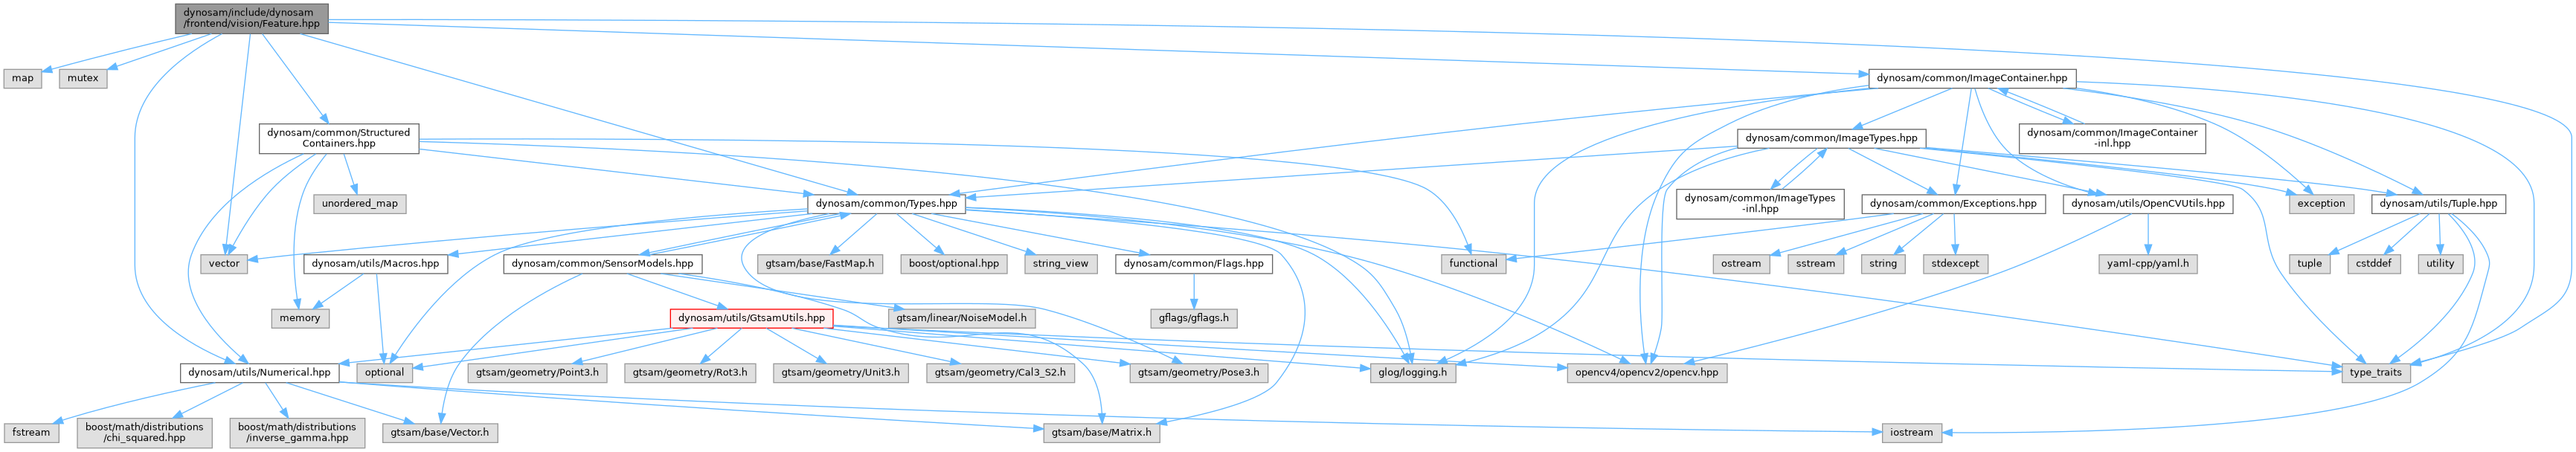 dynosam/include/dynosam
/frontend/vision/Feature.hpp
map
mutex
dynosam/common/ImageContainer.hpp
dynosam/common/Structured
Containers.hpp
dynosam/common/ImageTypes.hpp
dynosam/common/ImageContainer
-inl.hpp
unordered_map
dynosam/common/Types.hpp
dynosam/common/ImageTypes
-inl.hpp
dynosam/common/Exceptions.hpp
dynosam/utils/OpenCVUtils.hpp
exception
dynosam/utils/Tuple.hpp
vector
dynosam/utils/Macros.hpp
dynosam/common/SensorModels.hpp
gtsam/base/FastMap.h
boost/optional.hpp
string_view
dynosam/common/Flags.hpp
functional
ostream
sstream
string
stdexcept
yaml-cpp/yaml.h
tuple
cstddef
utility
memory
dynosam/utils/GtsamUtils.hpp
gtsam/linear/NoiseModel.h
gflags/gflags.h
dynosam/utils/Numerical.hpp
optional
gtsam/geometry/Point3.h
gtsam/geometry/Rot3.h
gtsam/geometry/Unit3.h
gtsam/geometry/Cal3_S2.h
gtsam/geometry/Pose3.h
glog/logging.h
opencv4/opencv2/opencv.hpp
type_traits
fstream
boost/math/distributions
/chi_squared.hpp
boost/math/distributions
/inverse_gamma.hpp
gtsam/base/Vector.h
gtsam/base/Matrix.h
iostream